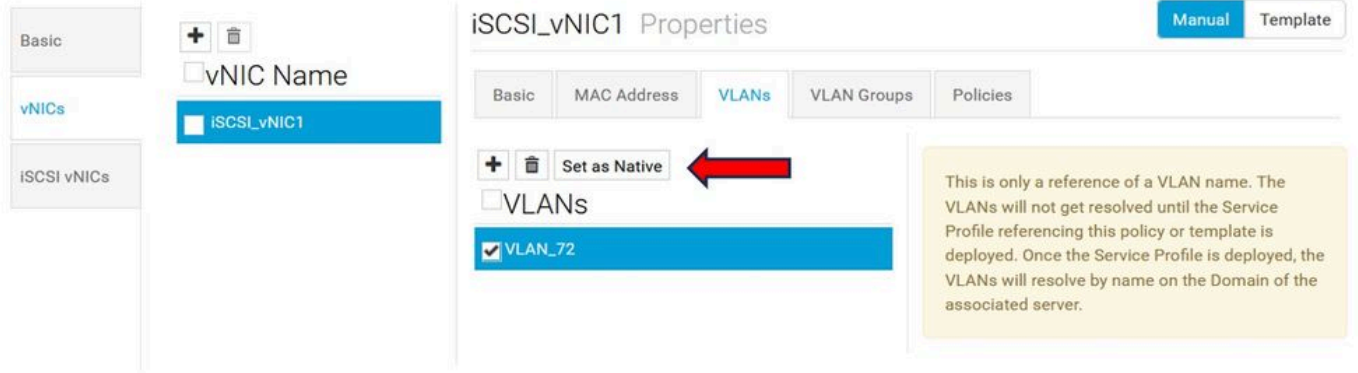 Basic
vNICs
iSCSI vNICs
vNIC Name
iSCSI_vNIC1
iSCSI_vNIC1 Properties
Manual Template
Basic MAC Address VLANs VLAN Groups Policies
Set as Native
VLANs
VLAN_72
This is only a reference of a VLAN name. The
VLANs will not get resolved until the Service
Profile referencing this policy or template is
deployed. Once the Service Profile is deployed, the
VLANs will resolve by name on the Domain of the
associated server.